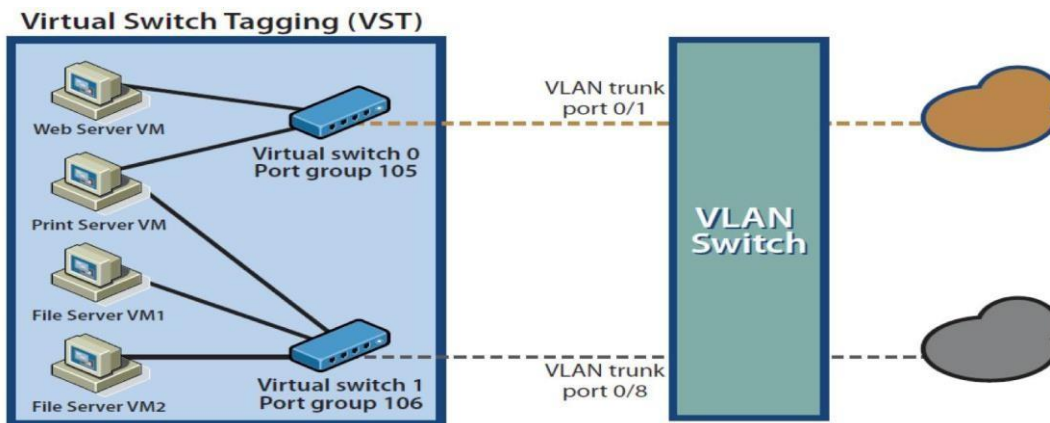 Virtual Switch Tagging (VST)
Web Server VM
Virtual switch 0
Port group 105
Print Server VM
File Server VM1
File Server VM2
Virtual switch 1
Port group 106
VLAN trunk
port 0/1
VLAN trunk
port 0/8
VLAN
Switch